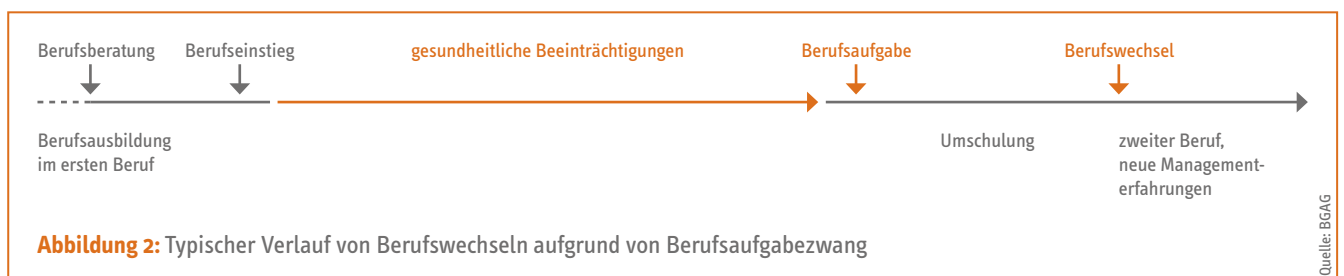 Berufsberatung Berufseinstieg gesundheitliche Beeinträchtigungen Berufsaufgabe Berufswechsel
Berufsausbildung
im ersten Beruf
Umschulung
zweiter Beruf,
neue Management-
erfahrungen
Abbildung 2: Typischer Verlauf von Berufswechseln aufgrund von Berufsaufgabezwang
Quelle: BGAG